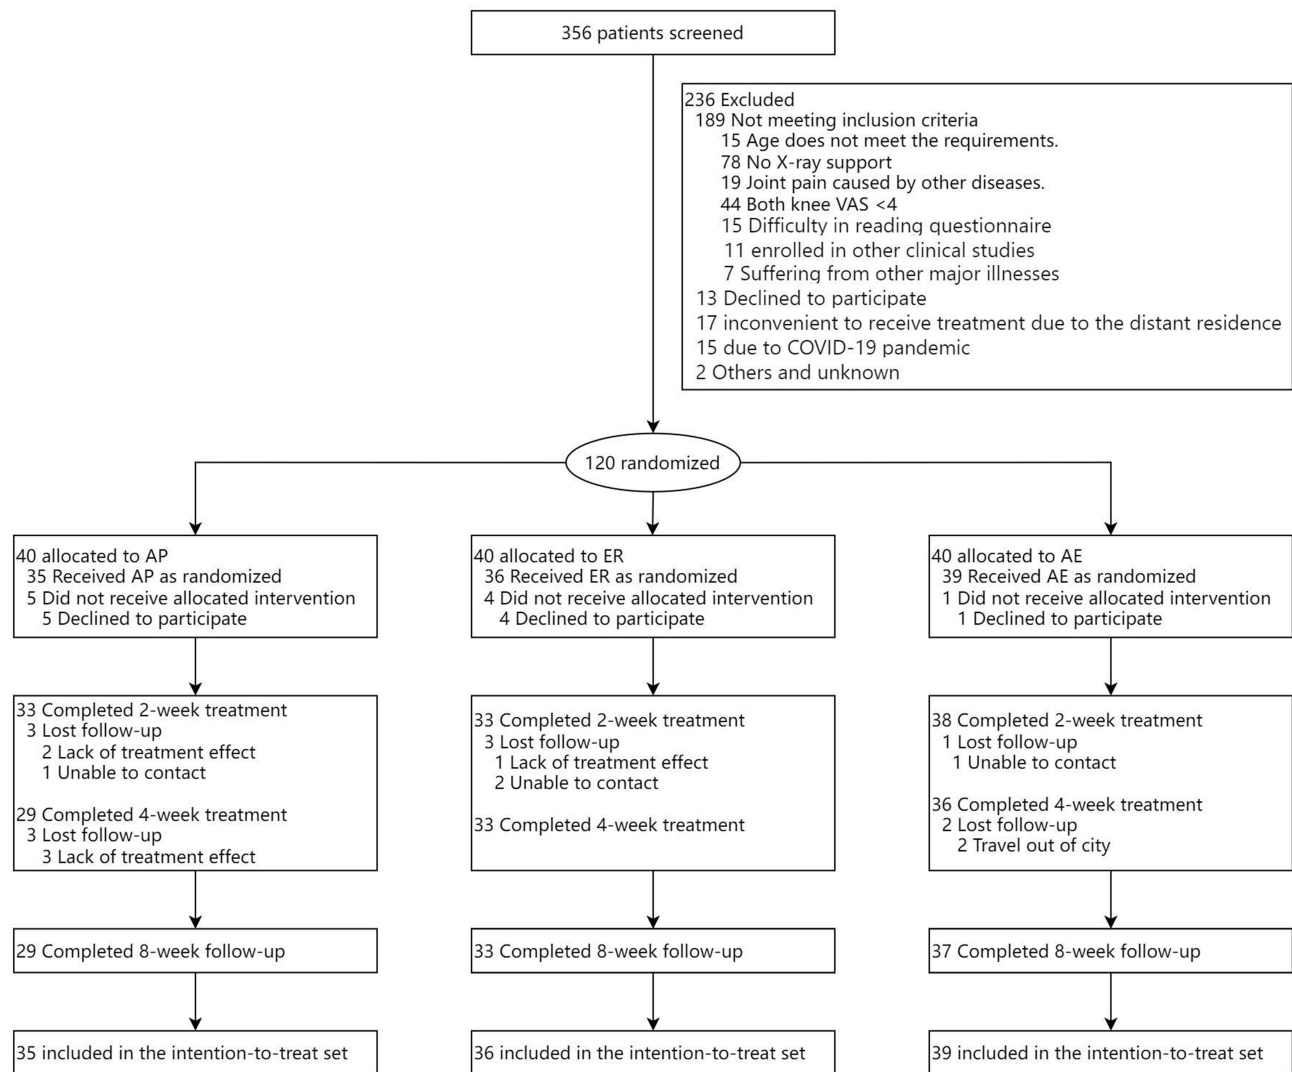 356 patients screened
236 Excluded
189 Not meeting inclusion criteria
15 Age does not meet the requirements.
78 No X-ray support
19 Joint pain caused by other diseases.
44 Both knee VAS <4
15 Difficulty in reading questionnaire
11 enrolled in other clinical studies
7 Suffering from other major illnesses
13 Declined to participate
17 inconvenient to receive treatment due to the distant residence
15 due to COVID-19 pandemic
2 Others and unknown
120 randomized
40 allocated to AP
35 Received AP as randomized
5 Did not receive allocated intervention
5 Declined to participate
40 allocated to ER
36 Received ER as randomized
4 Did not receive allocated intervention
4 Declined to participate
40 allocated to AE
39 Received AE as randomized
1 Did not receive allocated intervention
1 Declined to participate
33 Completed 2-week treatment
3 Lost follow-up
2 Lack of treatment effect
1 Unable to contact
29 Completed 4-week treatment
3 Lost follow-up
3 Lack of treatment effect
33 Completed 2-week treatment
3 Lost follow-up
1 Lack of treatment effect
2 Unable to contact
33 Completed 4-week treatment
38 Completed 2-week treatment
1 Lost follow-up
1 Unable to contact
36 Completed 4-week treatment
2 Lost follow-up
2 Travel out of city
29 Completed 8-week follow-up
33 Completed 8-week follow-up
37 Completed 8-week follow-up
35 included in the intention-to-treat set
36 included in the intention-to-treat set
39 included in the intention-to-treat set